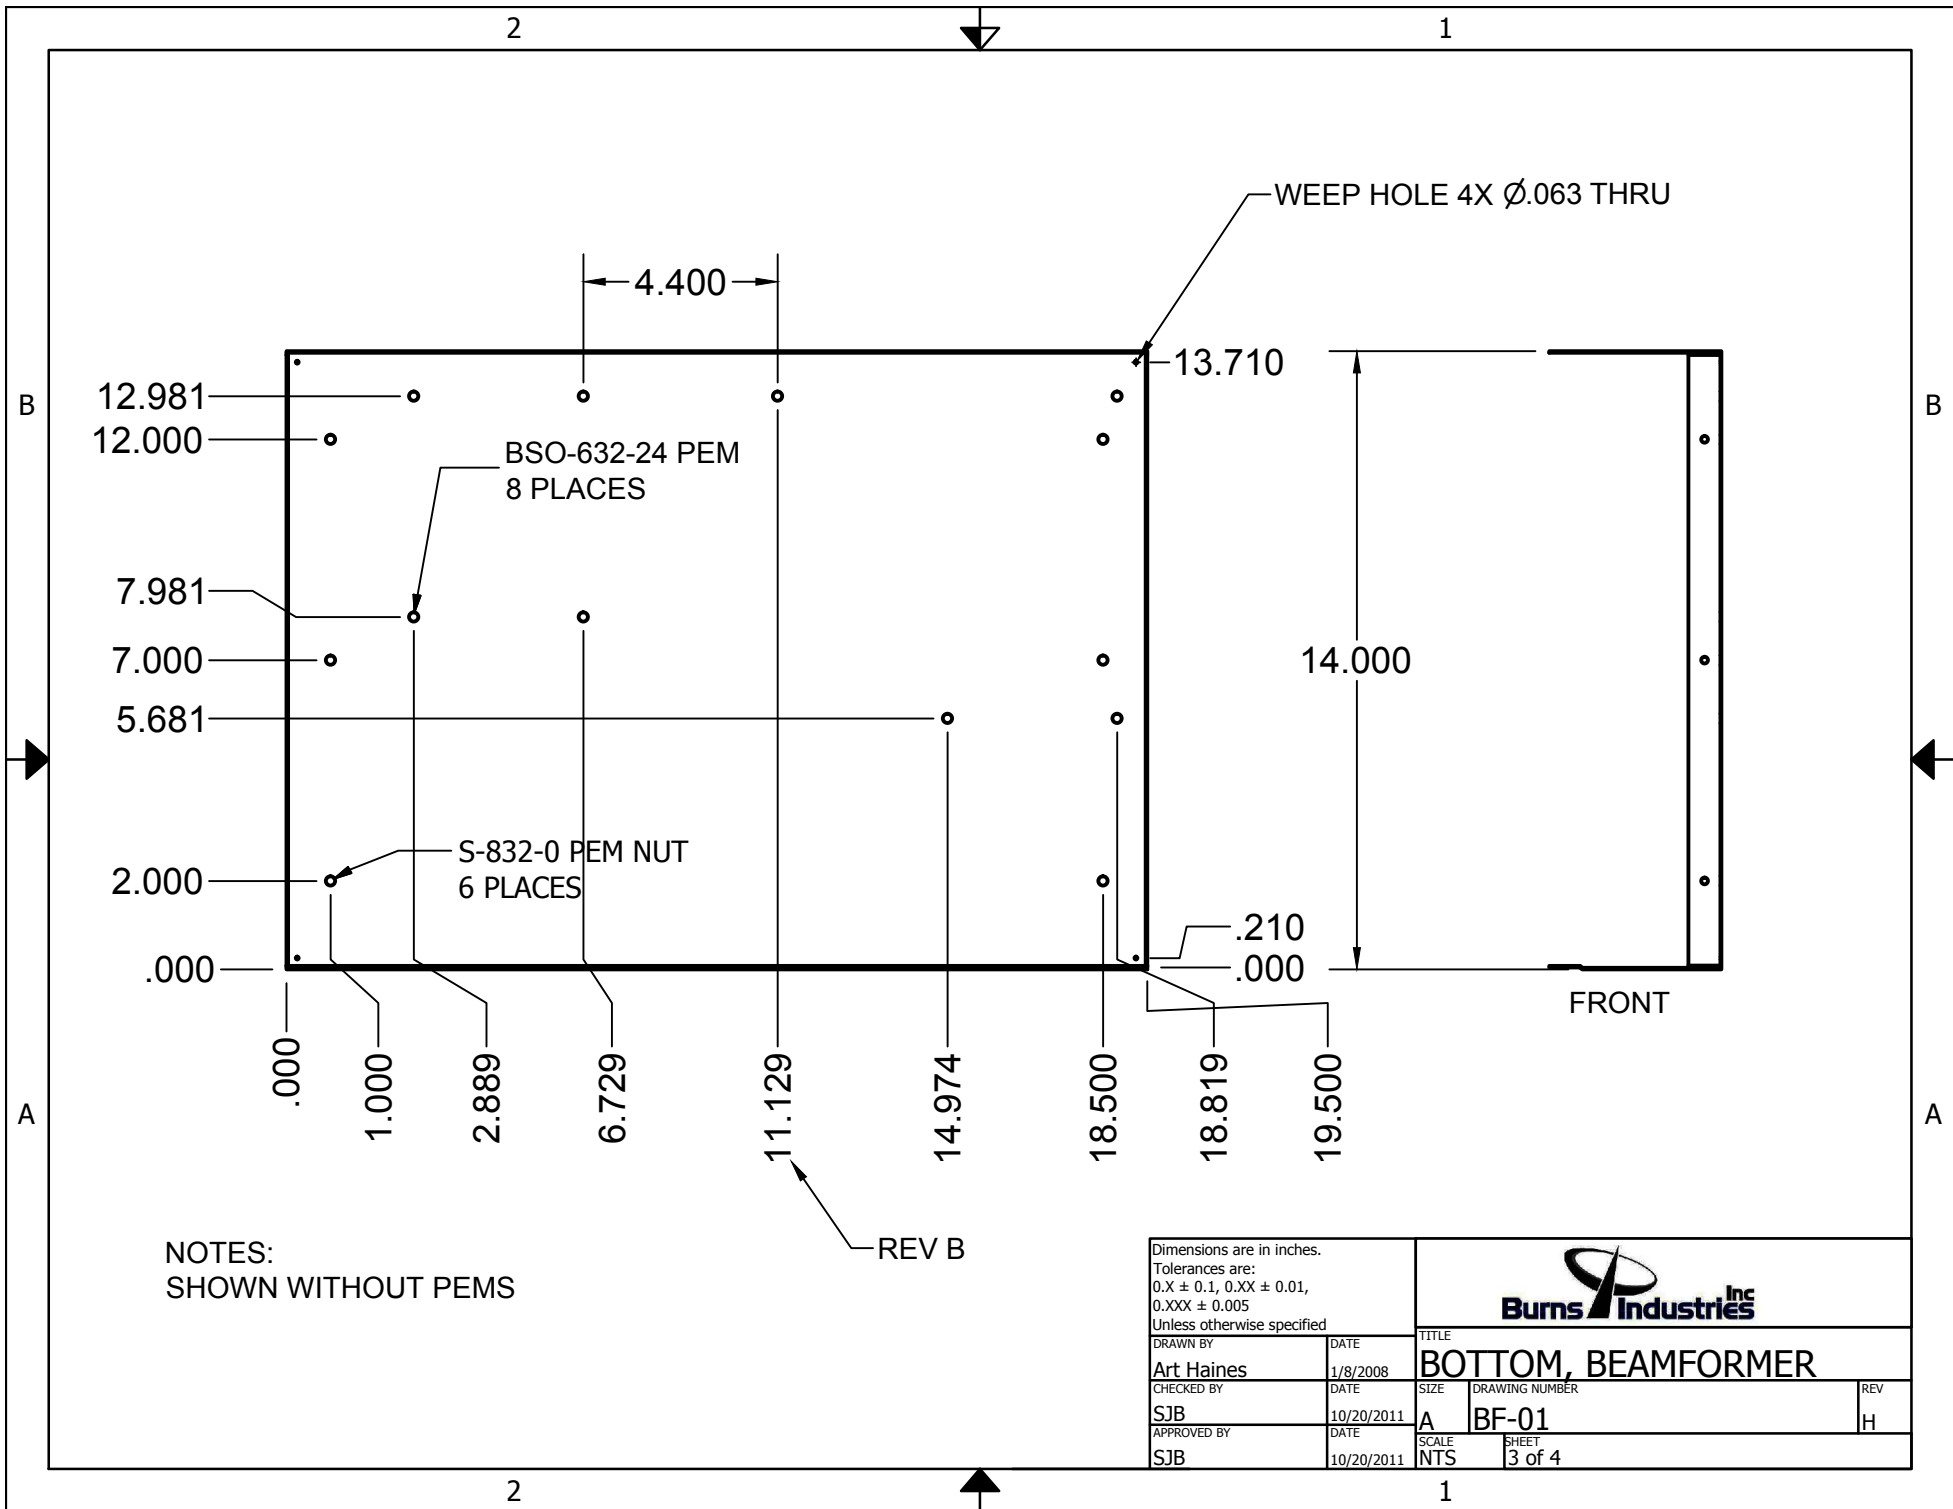 2
1
WEEP HOLE 4X Ø.063 THRU
4.400
13.710
B
12.981
B
12.000
BSO-632-24 PEM
8 PLACES
7.981
7.000
14.000
5.681
S-832-0 PEM NUT
6 PLACES
2.000
.210
.000
.000
FRONT
.000
1.000
2.889
6.729
11.129
14.974
18.500
18.819
19.500
A
A
REV B
NOTES:
SHOWN WITHOUT PEMS
Dimensions are in inches.
Tolerances are:
0.X ± 0.1, 0.XX ± 0.01,
0.XXX ± 0.005
Unless otherwise specified
Burns Industries Inc
DRAWN BY
Art Haines
DATE
1/8/2008
TITLE
BOTTOM, BEAMFORMER
CHECKED BY
SJB
DATE
10/20/2011
SIZE
A
DRAWING NUMBER
BF-01
REV
H
APPROVED BY
SJB
DATE
10/20/2011
SCALE
NTS
SHEET
3 of 4
2
1